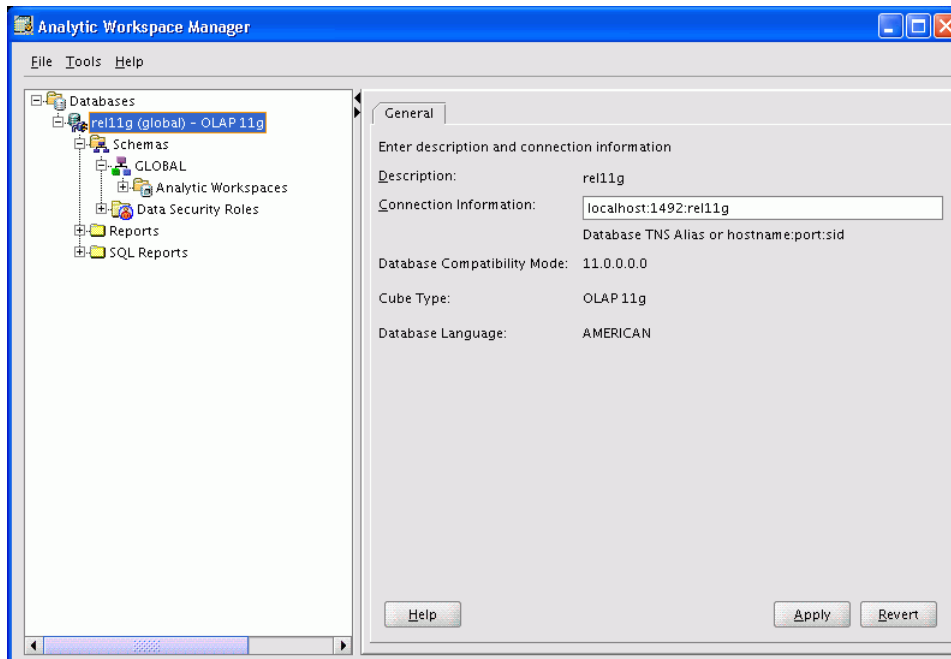 Analytic Workspace Manager
File Tools Help
Databases
rel11g (global) - OLAP 11g
Schemas
GLOBAL
Analytic Workspaces
Data Security Roles
Reports
SQL Reports
General
Enter description and connection information
Description: rel11g
Connection Information: localhost:1492:rel11g
Database TNS Alias or hostname:port:sid
Database Compatibility Mode: 11.0.0.0.0
Cube Type: OLAP 11g
Database Language: AMERICAN
Help Apply Revert